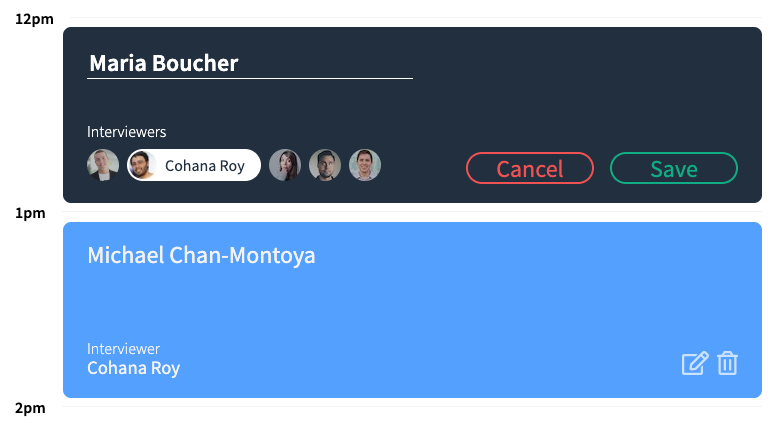 12pm
Maria Boucher
Interviewers
Cohana Roy
Cancel
Save
1pm
Michael Chan-Montoya
Interviewer
Cohana Roy
2pm